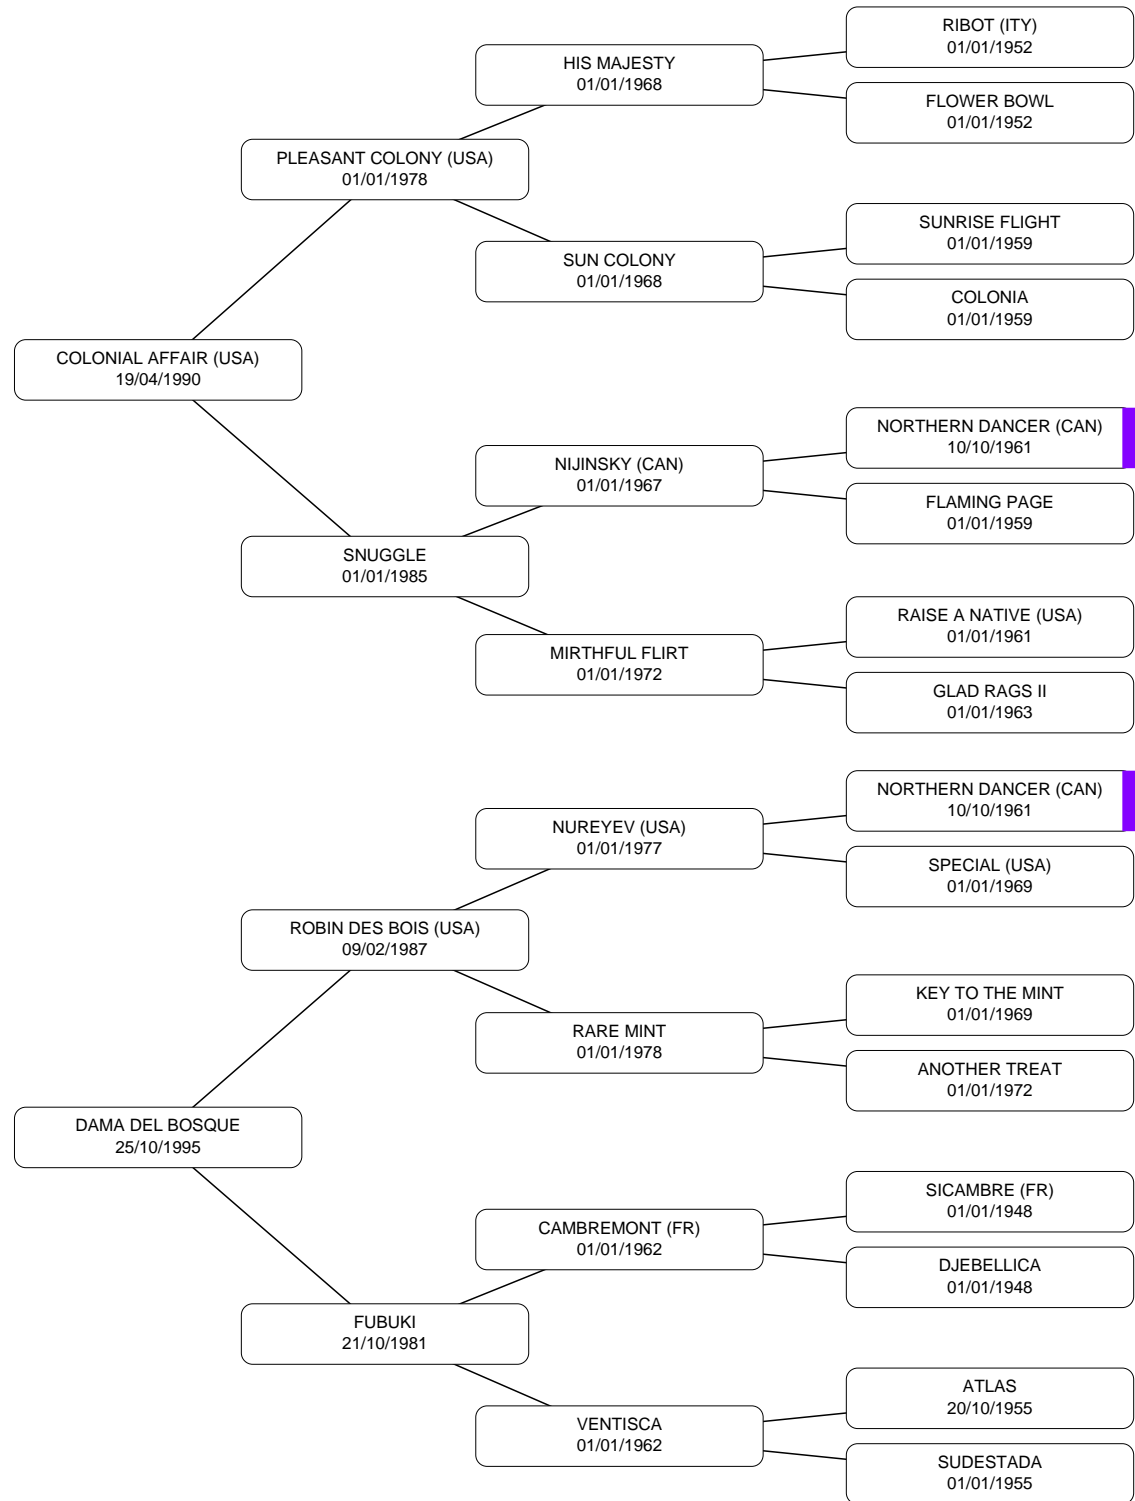 RIBOT (ITY)
01/01/1952
HIS MAJESTY
01/01/1968
FLOWER BOWL
01/01/1952
PLEASANT COLONY (USA)
01/01/1978
SUNRISE FLIGHT
01/01/1959
SUN COLONY
01/01/1968
COLONIA
01/01/1959
COLONIAL AFFAIR (USA)
19/04/1990
NORTHERN DANCER (CAN)
10/10/1961
NIJINSKY (CAN)
01/01/1967
FLAMING PAGE
01/01/1959
SNUGGLE
01/01/1985
RAISE A NATIVE (USA)
01/01/1961
MIRTHFUL FLIRT
01/01/1972
GLAD RAGS II
01/01/1963
NORTHERN DANCER (CAN)
10/10/1961
NUREYEV (USA)
01/01/1977
SPECIAL (USA)
01/01/1969
ROBIN DES BOIS (USA)
09/02/1987
KEY TO THE MINT
01/01/1969
RARE MINT
01/01/1978
ANOTHER TREAT
01/01/1972
DAMA DEL BOSQUE
25/10/1995
SICAMBRE (FR)
01/01/1948
CAMBREMONT (FR)
01/01/1962
DJEBELLICA
01/01/1948
FUBUKI
21/10/1981
ATLAS
20/10/1955
VENTISCA
01/01/1962
SUDESTADA
01/01/1955